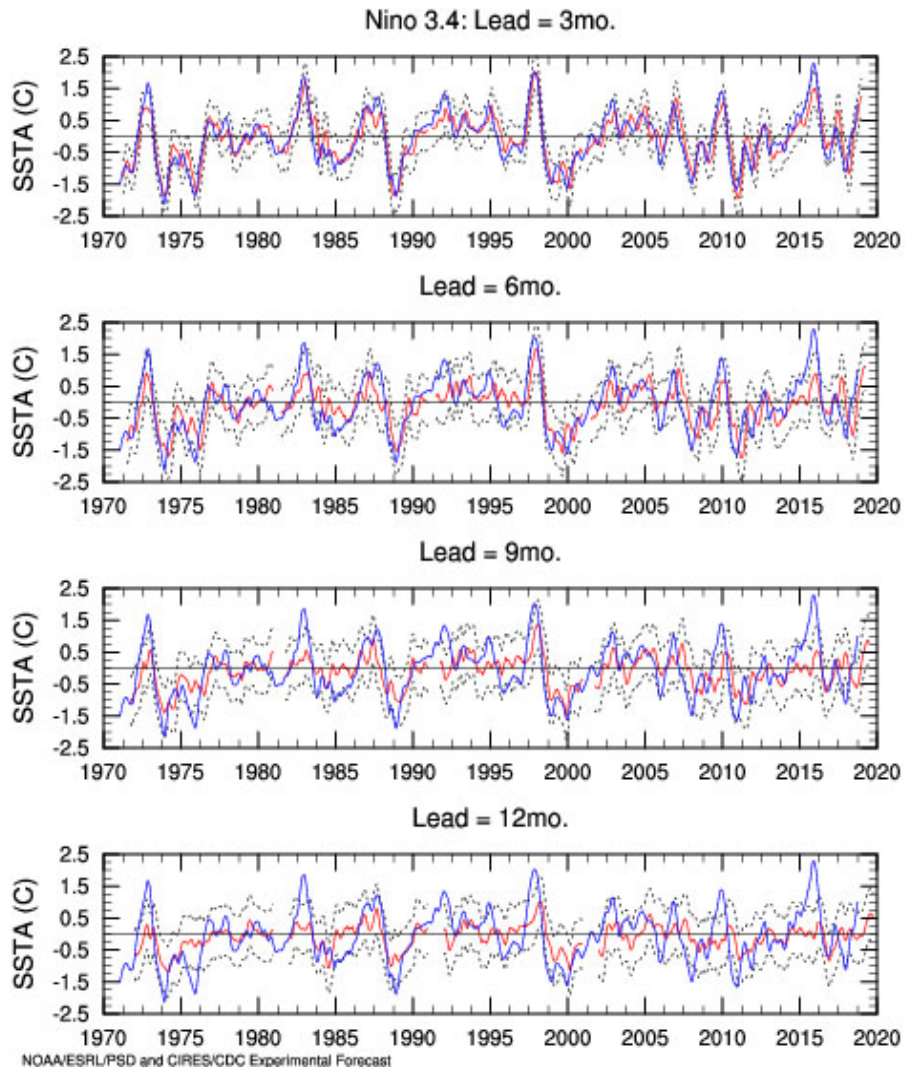 Nino 3.4: Lead = 3mo.
SSTA (C)
2.5
1.5
0.5
-0.5
-1.5
-2.5
1970 1975 1980 1985 1990 1995 2000 2005 2010 2015 2020
Lead = 6mo.
SSTA (C)
2.5
1.5
0.5
-0.5
-1.5
-2.5
1970 1975 1980 1985 1990 1995 2000 2005 2010 2015 2020
Lead = 9mo.
SSTA (C)
2.5
1.5
0.5
-0.5
-1.5
-2.5
1970 1975 1980 1985 1990 1995 2000 2005 2010 2015 2020
Lead = 12mo.
SSTA (C)
2.5
1.5
0.5
-0.5
-1.5
-2.5
1970 1975 1980 1985 1990 1995 2000 2005 2010 2015 2020
NOAA/ESRL/PSD and CIRES/CDC Experimental Forecast